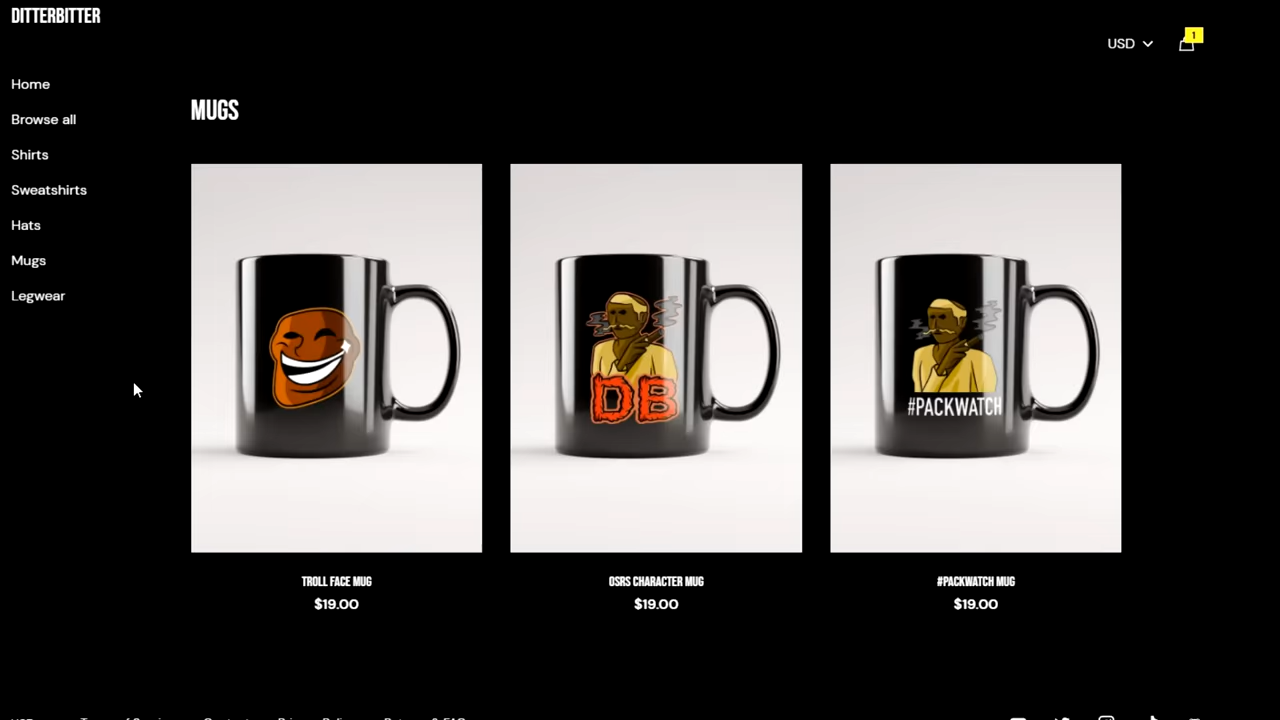 DITTERBITTER
USD
1
Home
Browse all
Shirts
Sweatshirts
Hats
Mugs
Legwear
MUGS
DB
#PACKWATCH
TROLL FACE MUG
$19.00
OSRS CHARACTER MUG
$19.00
#PACKWATCH MUG
$19.00